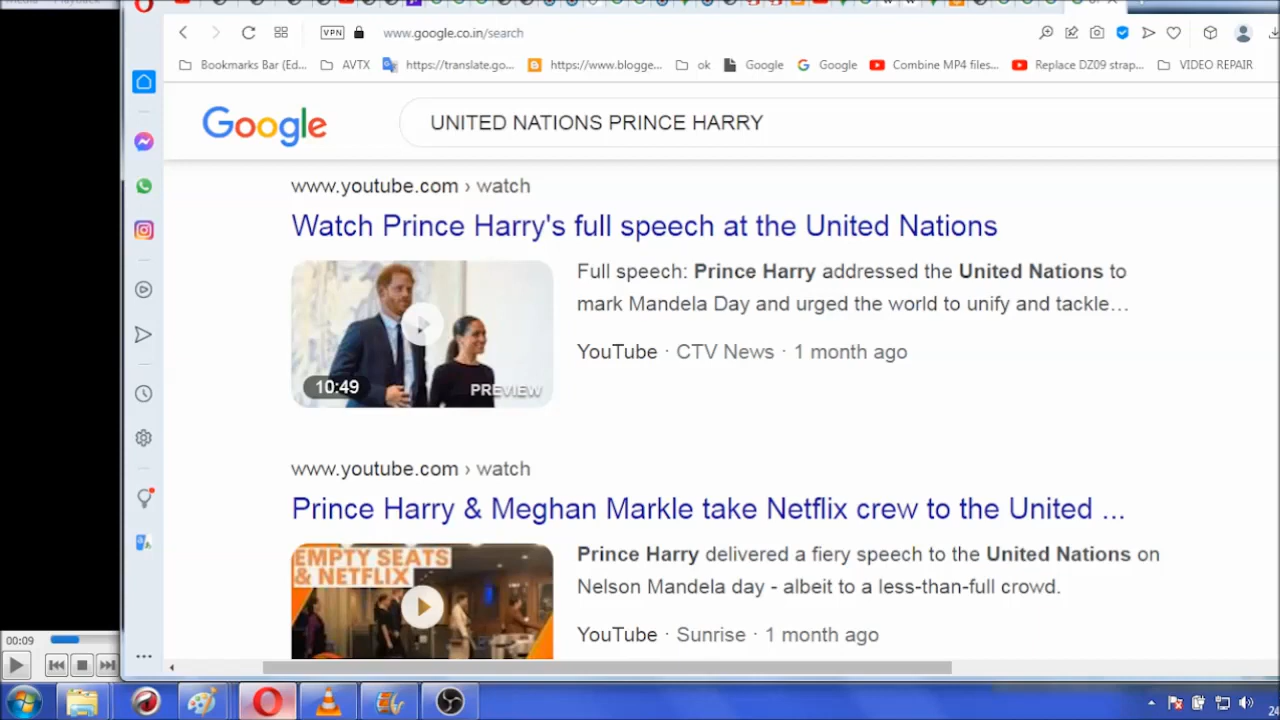 VPN
www.google.co.in/search
Bookmarks Bar (Ed...
AVTX
https://translate.go...
https://www.blogge...
ok
Google
Google
Combine MP4 files...
Replace DZ09 strap...
VIDEO REPAIR
Google
UNITED NATIONS PRINCE HARRY
www.youtube.com › watch
Watch Prince Harry's full speech at the United Nations
Full speech: Prince Harry addressed the United Nations to
mark Mandela Day and urged the world to unify and tackle...
10:49
PREVIEW
YouTube · CTV News · 1 month ago
www.youtube.com › watch
Prince Harry & Meghan Markle take Netflix crew to the United ...
EMPTY SEATS
& NETFLIX
Prince Harry delivered a fiery speech to the United Nations on
Nelson Mandela day - albeit to a less-than-full crowd.
YouTube · Sunrise · 1 month ago
00:09